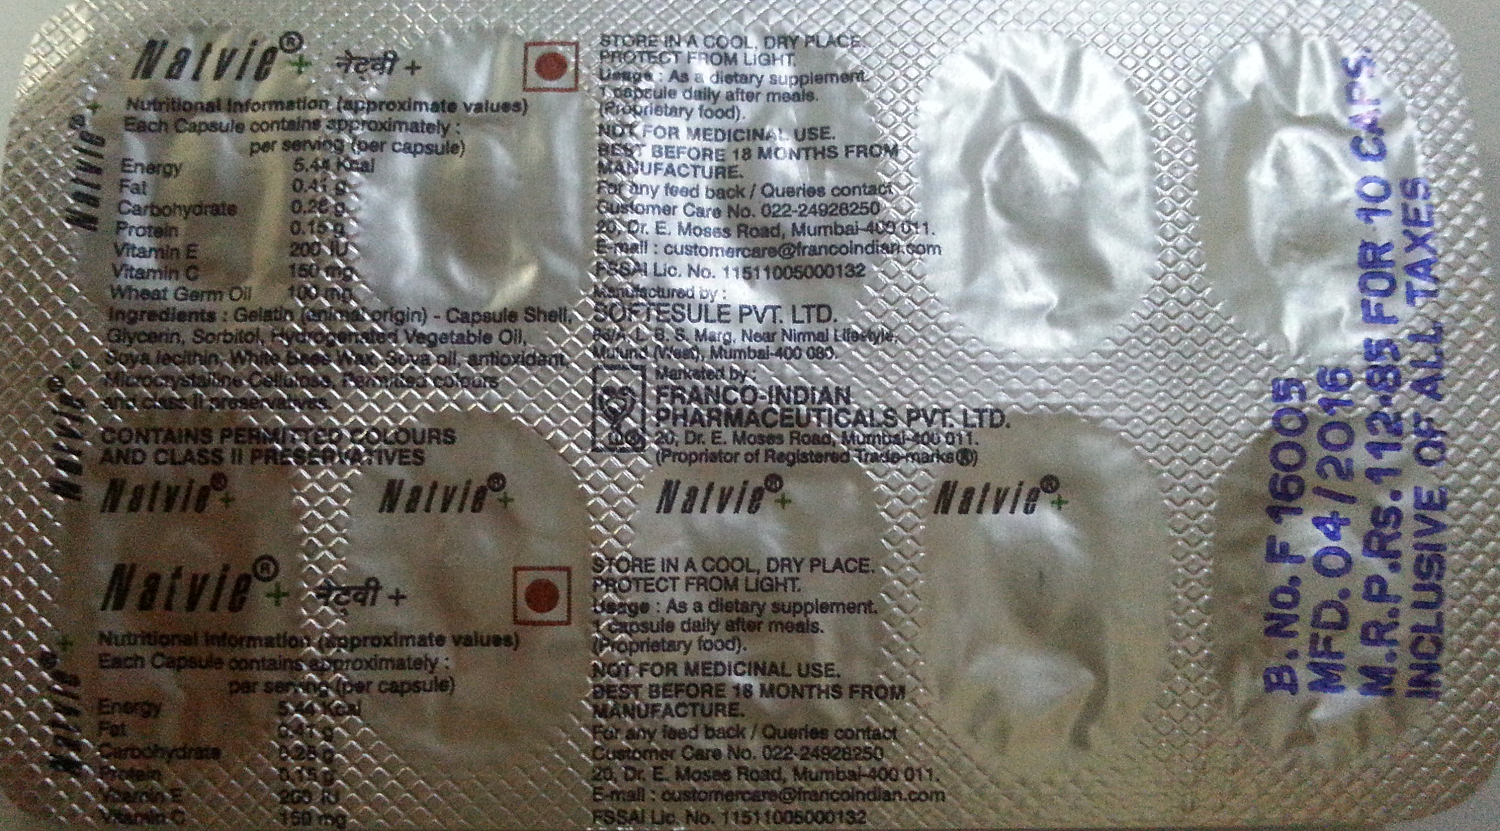 Natvie®+ नेटवी +
Nutritional Information (approximate values)
Each Capsule contains approximately :
per serving (per capsule)
Energy 5.44 Kcal
Fat 0.41 g
Carbohydrate 0.28 g
Protein 0.15 g
Vitamin E 200 IU
Vitamin C 150 mg
Wheat Germ Oil 100 mg
Ingredients : Gelatin (animal origin) - Capsule Shell,
Glycerin, Sorbitol, Hydrogenated Vegetable Oil,
Soya lecithin, White Bees Wax, Soya oil, antioxidant,
Microcrystalline Cellulose, Permitted colours
and class II preservatives.
CONTAINS PERMITTED COLOURS
AND CLASS II PRESERVATIVES
STORE IN A COOL, DRY PLACE.
PROTECT FROM LIGHT.
Usage : As a dietary supplement.
1 capsule daily after meals.
(Proprietary food).
NOT FOR MEDICINAL USE.
BEST BEFORE 18 MONTHS FROM
MANUFACTURE.
For any feed back / Queries contact
Customer Care No. 022-24928250
20, Dr. E. Moses Road, Mumbai-400 011.
E-mail : customercare@francoindian.com
FSSAI Lic. No. 11511005000132
Manufactured by :
SOFTESULE PVT. LTD.
L. B. S. Marg, Near Nirmal Lifestyle,
Mulund (West), Mumbai-400 080.
Marketed by :
FRANCO-INDIAN
PHARMACEUTICALS PVT. LTD.
20, Dr. E. Moses Road, Mumbai-400 011.
(Proprietor of Registered Trade-marks®)
Natvie®+ Natvie®+ Natvie®+ Natvie®+
Natvie®+ नेटवी +
Nutritional Information (approximate values)
Each Capsule contains approximately :
per serving (per capsule)
Energy 5.44 Kcal
Fat 0.41 g
Carbohydrate 0.28 g
Protein 0.15 g
Vitamin E 200 IU
Vitamin C 150 mg
STORE IN A COOL, DRY PLACE.
PROTECT FROM LIGHT.
Usage : As a dietary supplement.
1 capsule daily after meals.
(Proprietary food).
NOT FOR MEDICINAL USE.
BEST BEFORE 18 MONTHS FROM
MANUFACTURE.
For any feed back / Queries contact
Customer Care No. 022-24928250
20, Dr. E. Moses Road, Mumbai-400 011.
E-mail : customercare@francoindian.com
FSSAI Lic. No. 11511005000132
Natvie®+
Natvie®+
Natvie®+
B.No.F 16005
MFD.04/2016
M.R.P.RS.112-85 FOR 10 CAPS.
INCLUSIVE OF ALL TAXES